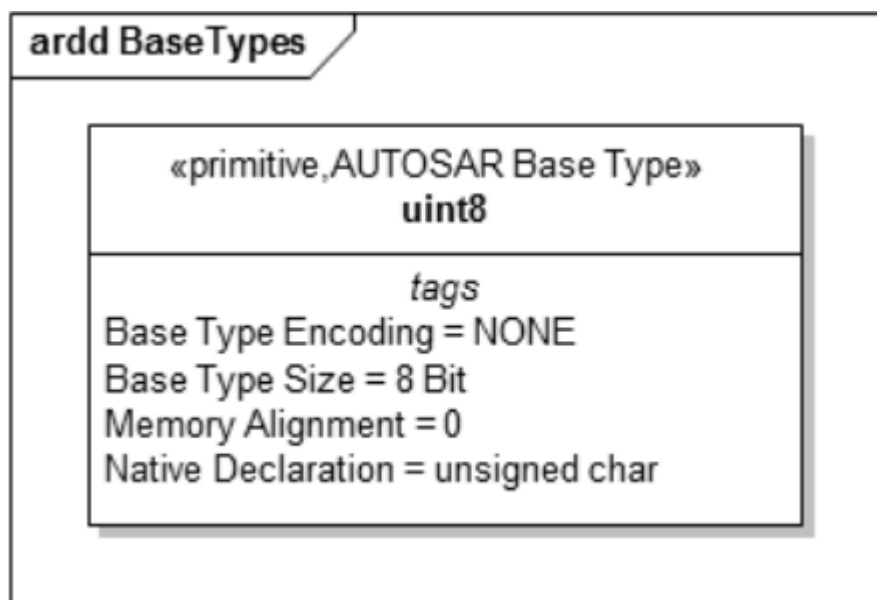 ardd BaseTypes
«primitive,AUTOSAR Base Type»
uint8
tags
Base Type Encoding = NONE
Base Type Size = 8 Bit
Memory Alignment = 0
Native Declaration = unsigned char